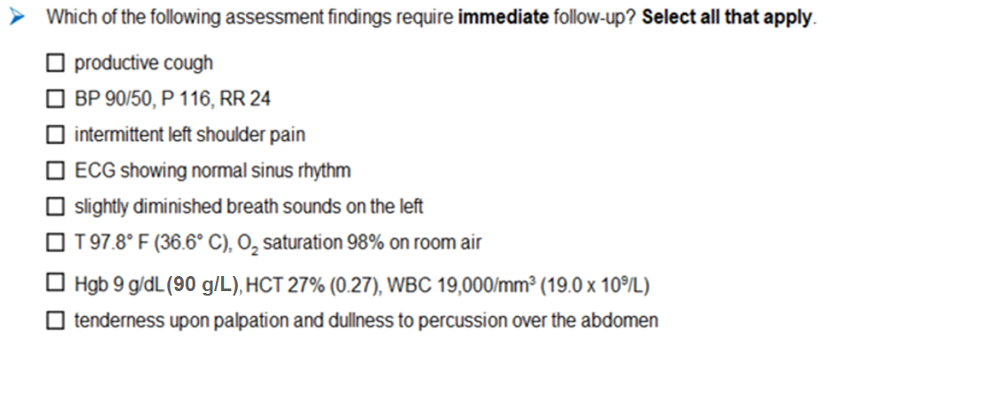 Which of the following assessment findings require immediate follow-up? Select all that apply.
productive cough
BP 90/50, P 116, RR 24
intermittent left shoulder pain
ECG showing normal sinus rhythm
slightly diminished breath sounds on the left
T 97.8° F (36.6° C), O₂ saturation 98% on room air
Hgb 9 g/dL (90 g/L), HCT 27% (0.27), WBC 19,000/mm³ (19.0 x 10⁹/L)
tenderness upon palpation and dullness to percussion over the abdomen